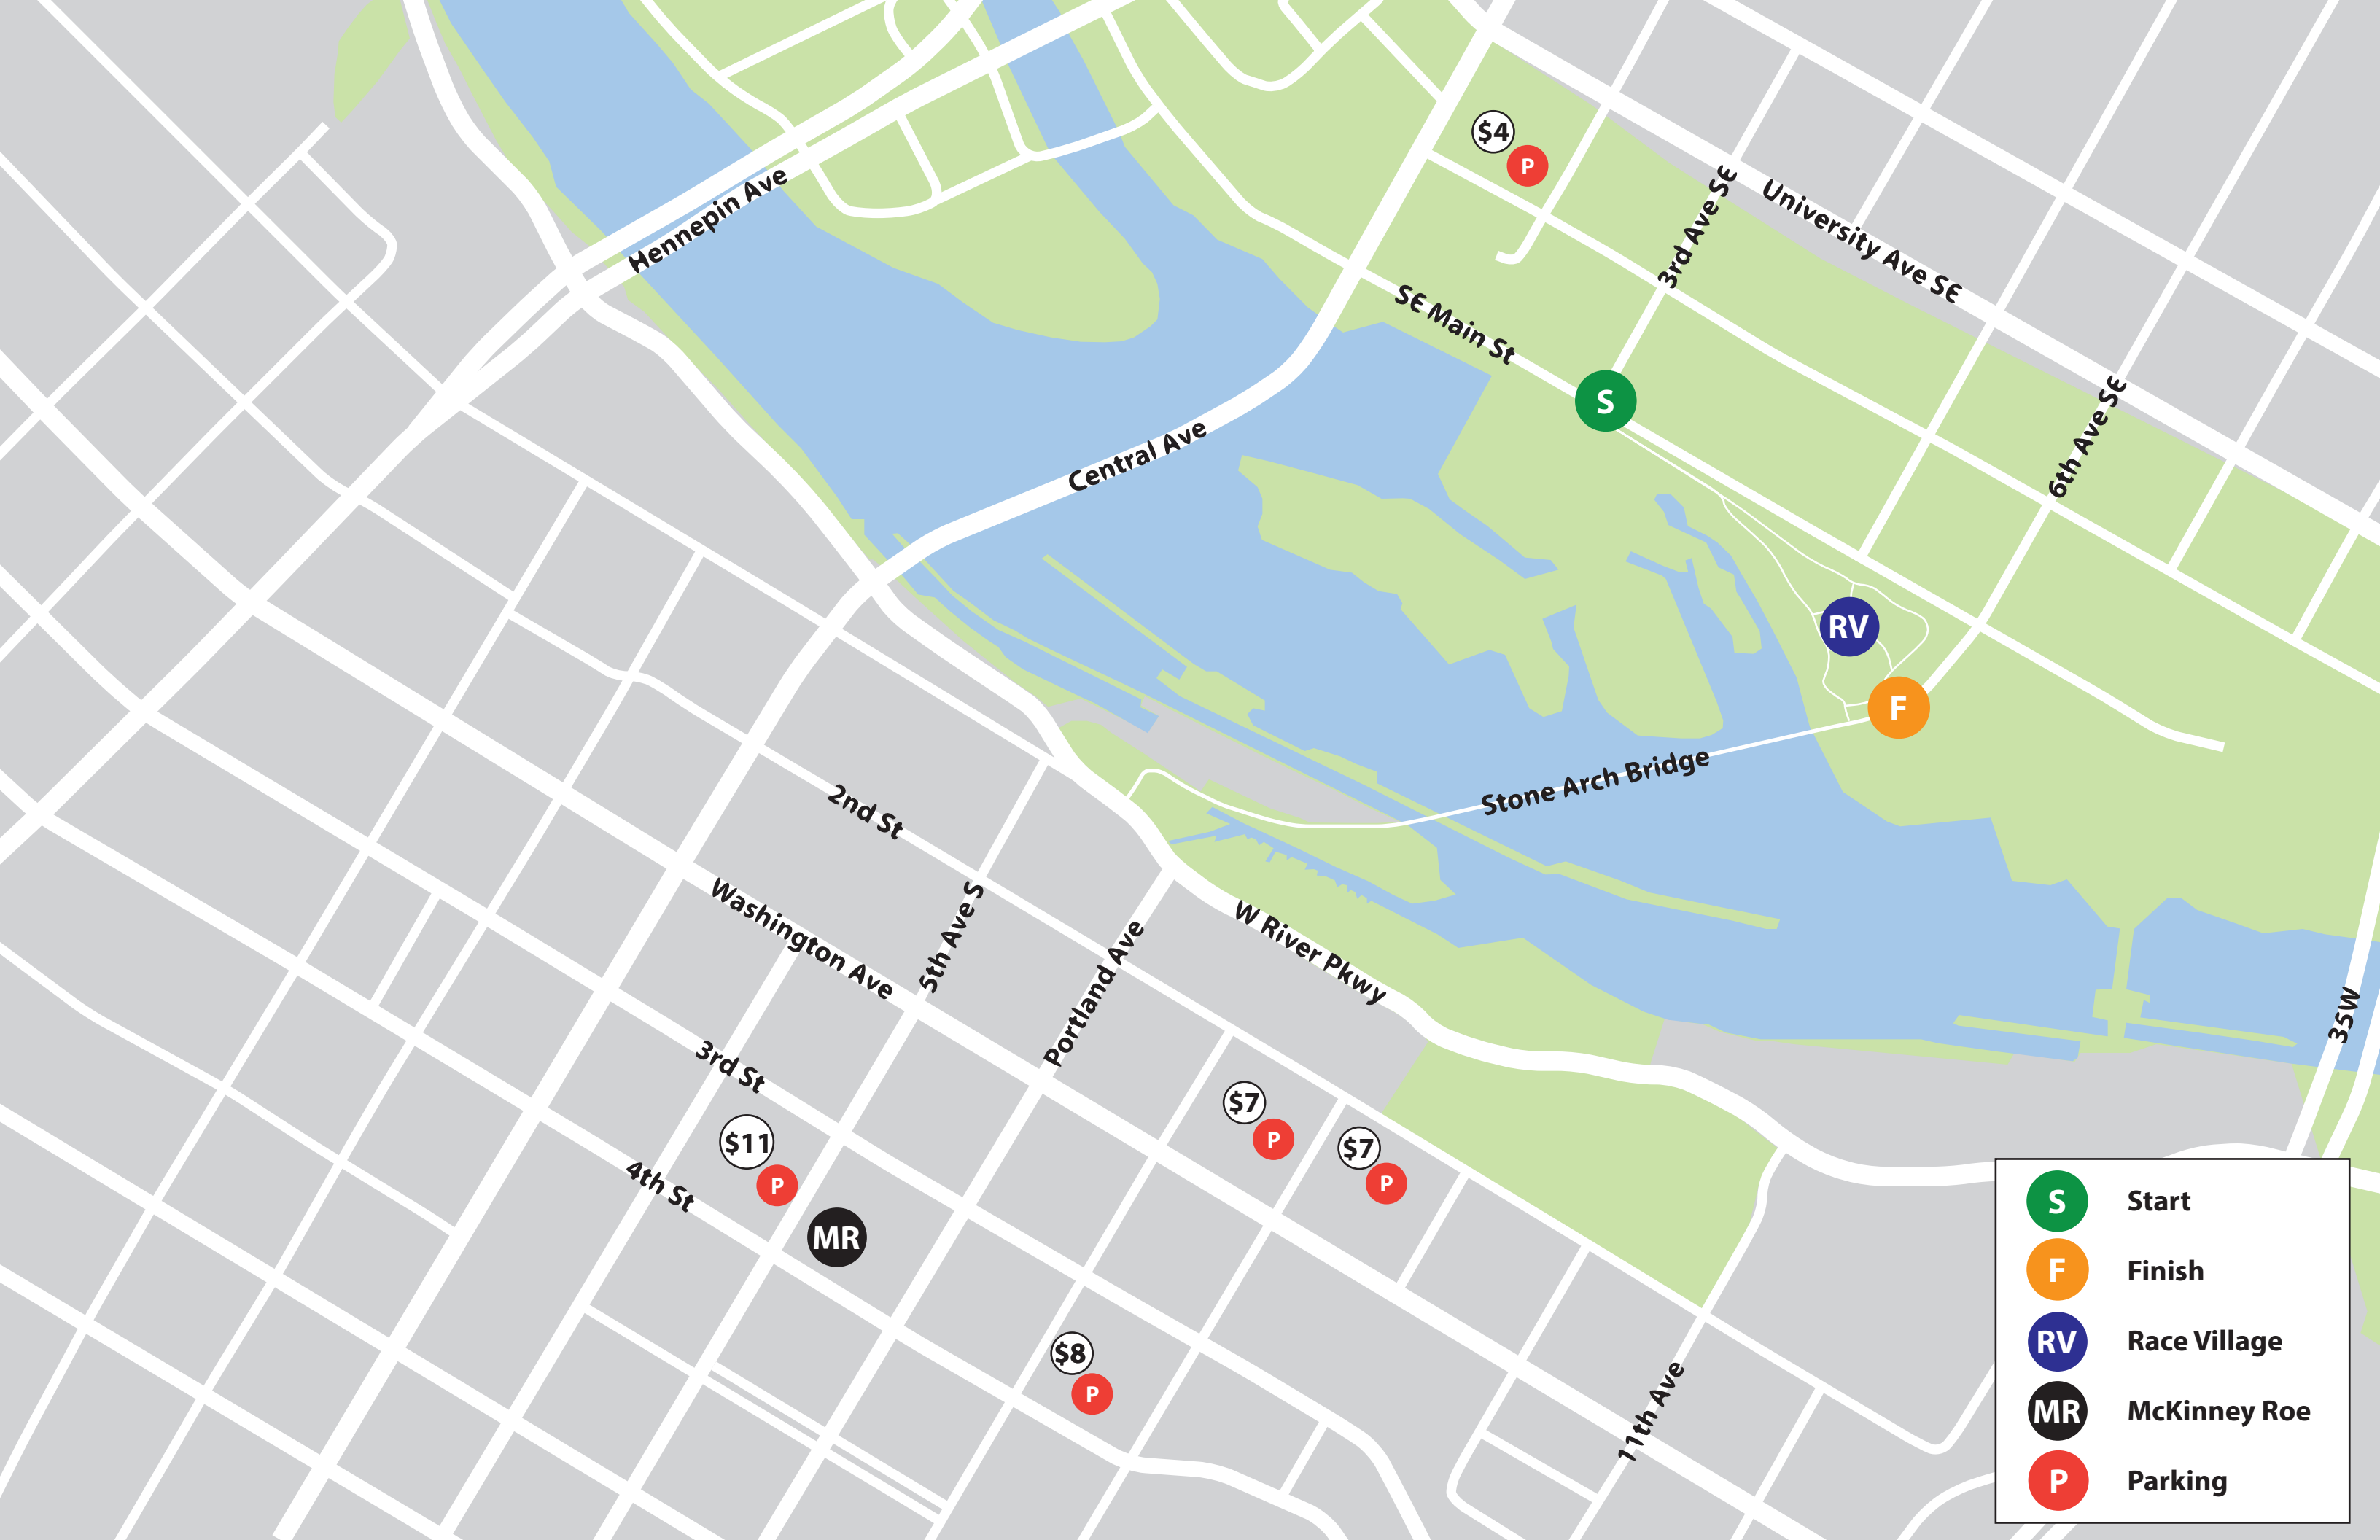 $4
P
Hennepin Ave
3rd Ave SE
University Ave SE
SE Main St
S
6th Ave SE
Central Ave
RV
F
Stone Arch Bridge
2nd St
Washington Ave
5th Ave S
Portland Ave
W River Pkwy
35W
3rd St
$11
P
$7
P
$7
P
4th St
MR
$8
P
11th Ave
S Start
F Finish
RV Race Village
MR McKinney Roe
P Parking